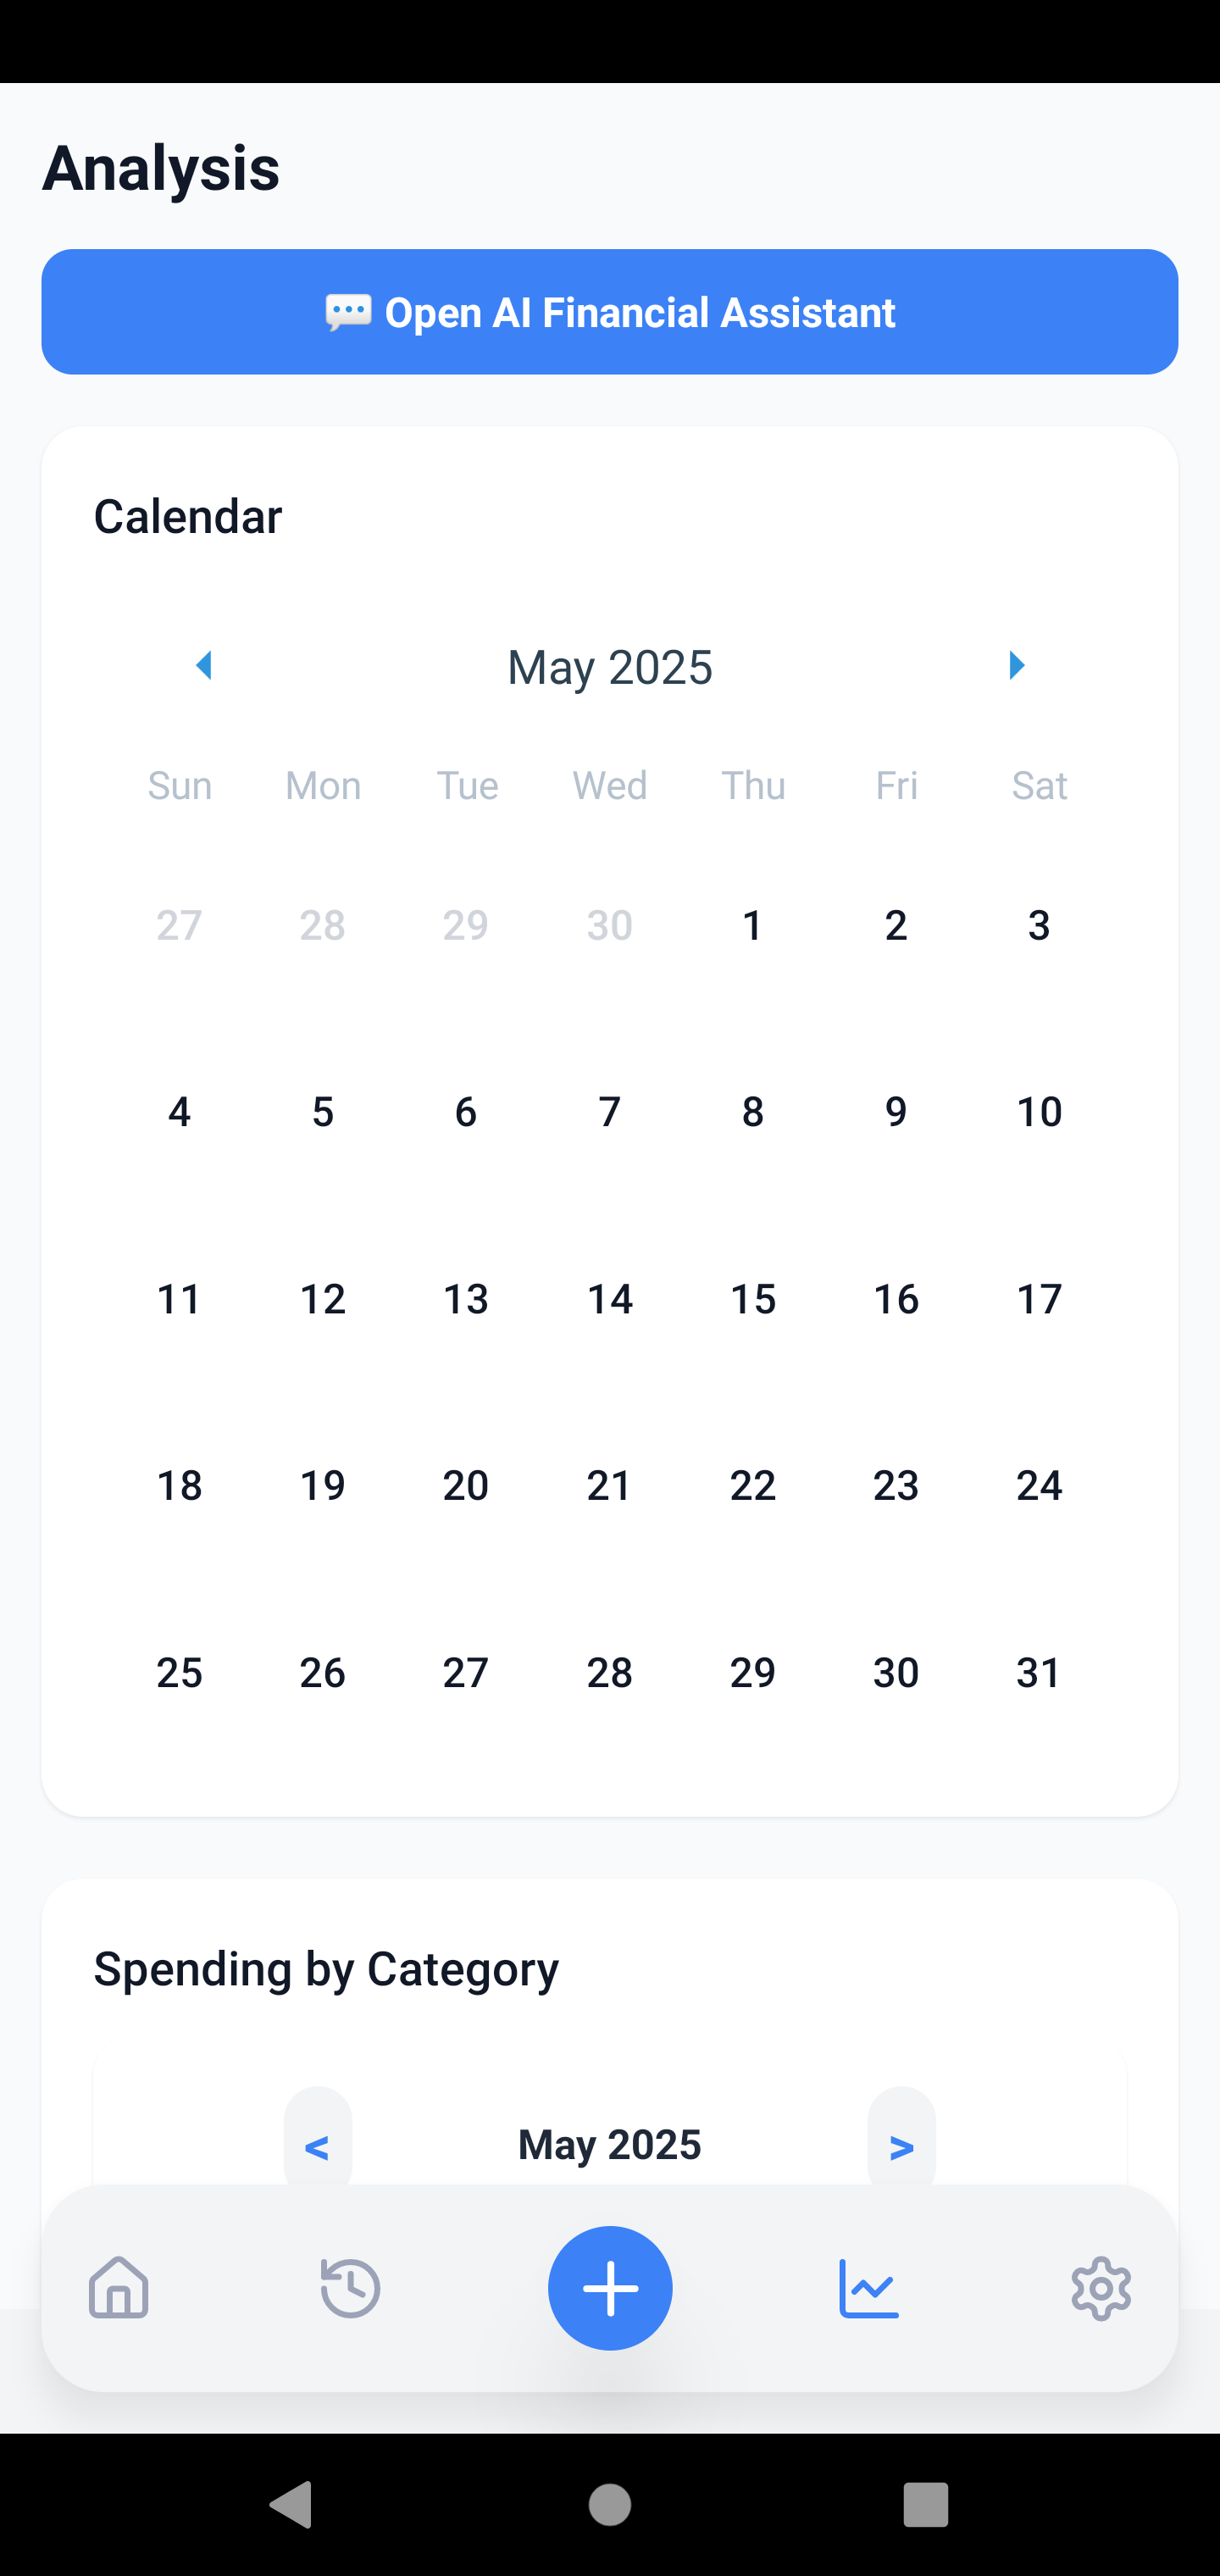 Analysis
💬 Open AI Financial Assistant
Calendar
May 2025
Sun Mon Tue Wed Thu Fri Sat
27 28 29 30 1 2 3
4 5 6 7 8 9 10
11 12 13 14 15 16 17
18 19 20 21 22 23 24
25 26 27 28 29 30 31
Spending by Category
< May 2025 >